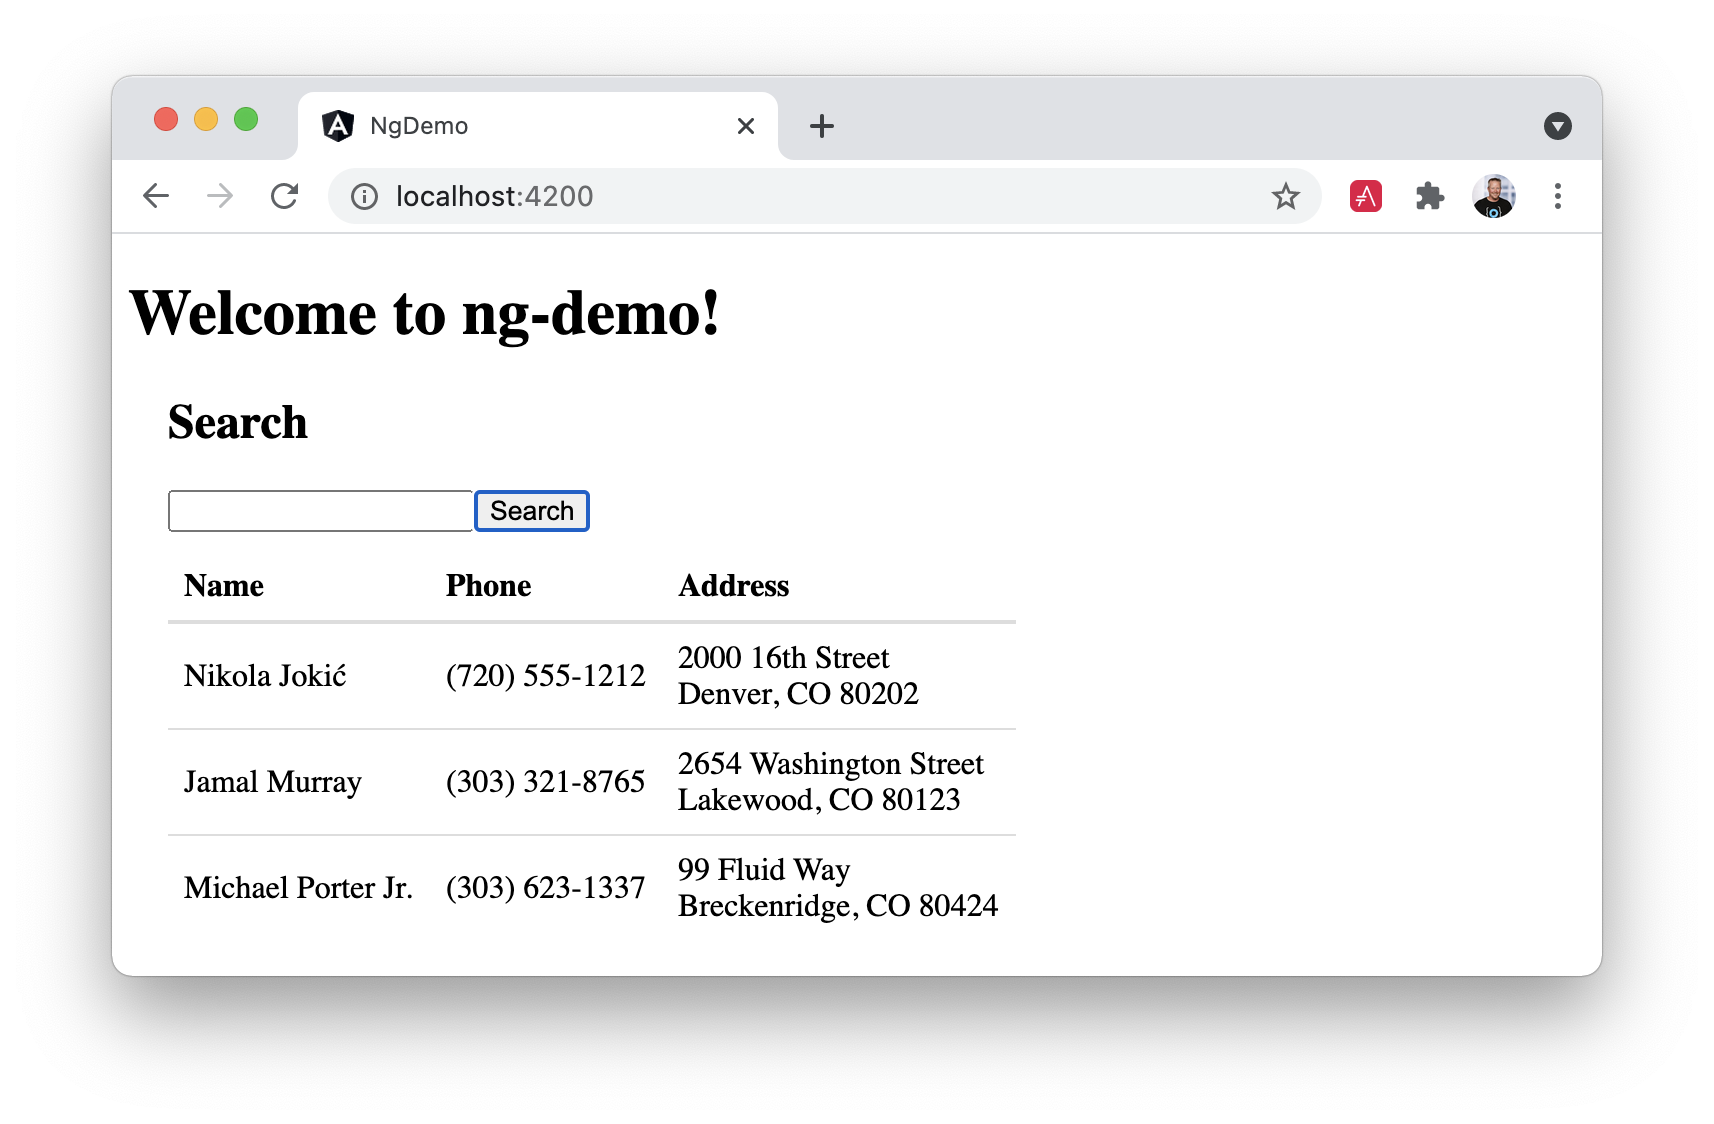 NgDemo
localhost:4200
Welcome to ng-demo!
Search
Search
Name Phone Address
Nikola Jokić (720) 555-1212 2000 16th Street
Denver, CO 80202
Jamal Murray (303) 321-8765 2654 Washington Street
Lakewood, CO 80123
Michael Porter Jr. (303) 623-1337 99 Fluid Way
Breckenridge, CO 80424